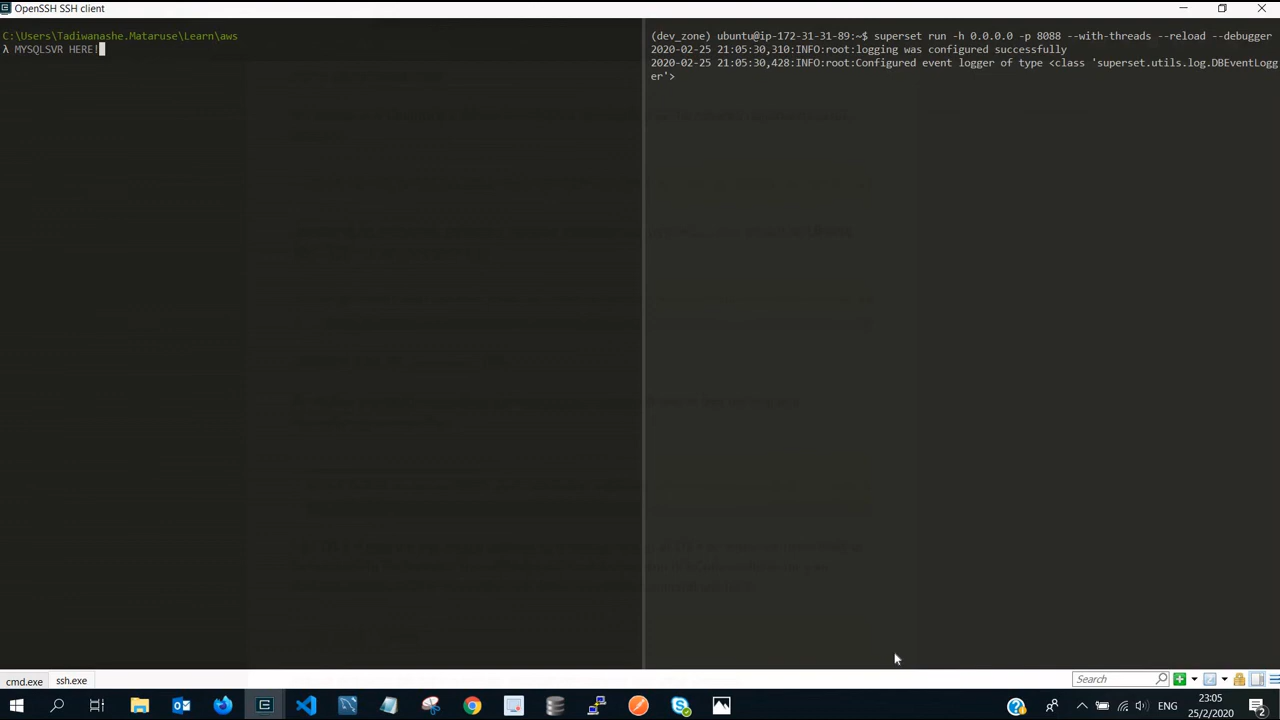 OpenSSH SSH client
C:\Users\Tadiwanashe.Mataruse\Learn\aws
λ MYSQLSVR HERE!
(dev_zone) ubuntu@ip-172-31-31-89:~$ superset run -h 0.0.0.0 -p 8088 --with-threads --reload --debugger
2020-02-25 21:05:30,310:INFO:root:logging was configured successfully
2020-02-25 21:05:30,428:INFO:root:Configured event logger of type <class 'superset.utils.log.DBEventLogg
er'>
cmd.exe
ssh.exe
Search
ENG
23:05
25/2/2020
2